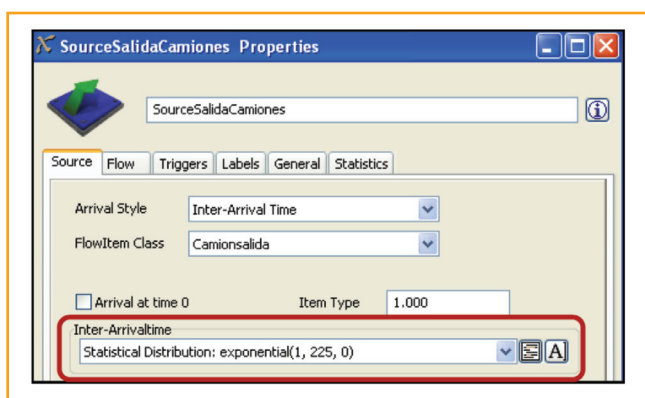 SourceSalidaCamiones Properties
SourceSalidaCamiones
Source Flow Triggers Labels General Statistics
Arrival Style Inter-Arrival Time
FlowItem Class Camionsalida
Arrival at time 0 Item Type 1.000
Inter-Arrivaltime
Statistical Distribution: exponential(1, 225, 0) A